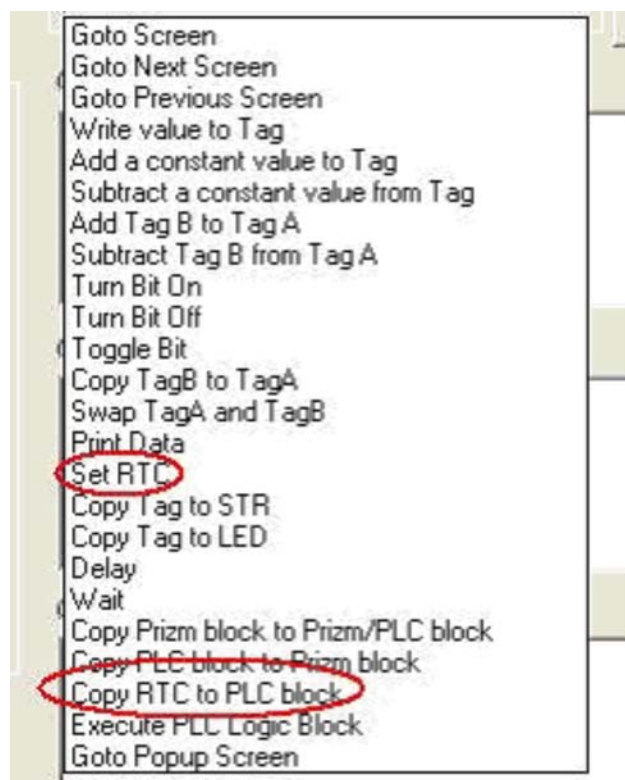 Goto Screen
Goto Next Screen
Goto Previous Screen
Write value to Tag
Add a constant value to Tag
Subtract a constant value from Tag
Add Tag B to Tag A
Subtract Tag B from Tag A
Turn Bit On
Turn Bit Off
Toggle Bit
Copy TagB to TagA
Swap TagA and TagB
Print Data
Set RTC
Copy Tag to STR
Copy Tag to LED
Delay
Wait
Copy Prizm block to Prizm/PLC block
Copy PLC block to Prizm block
Copy RTC to PLC block
Execute PLC Logic Block
Goto Popup Screen